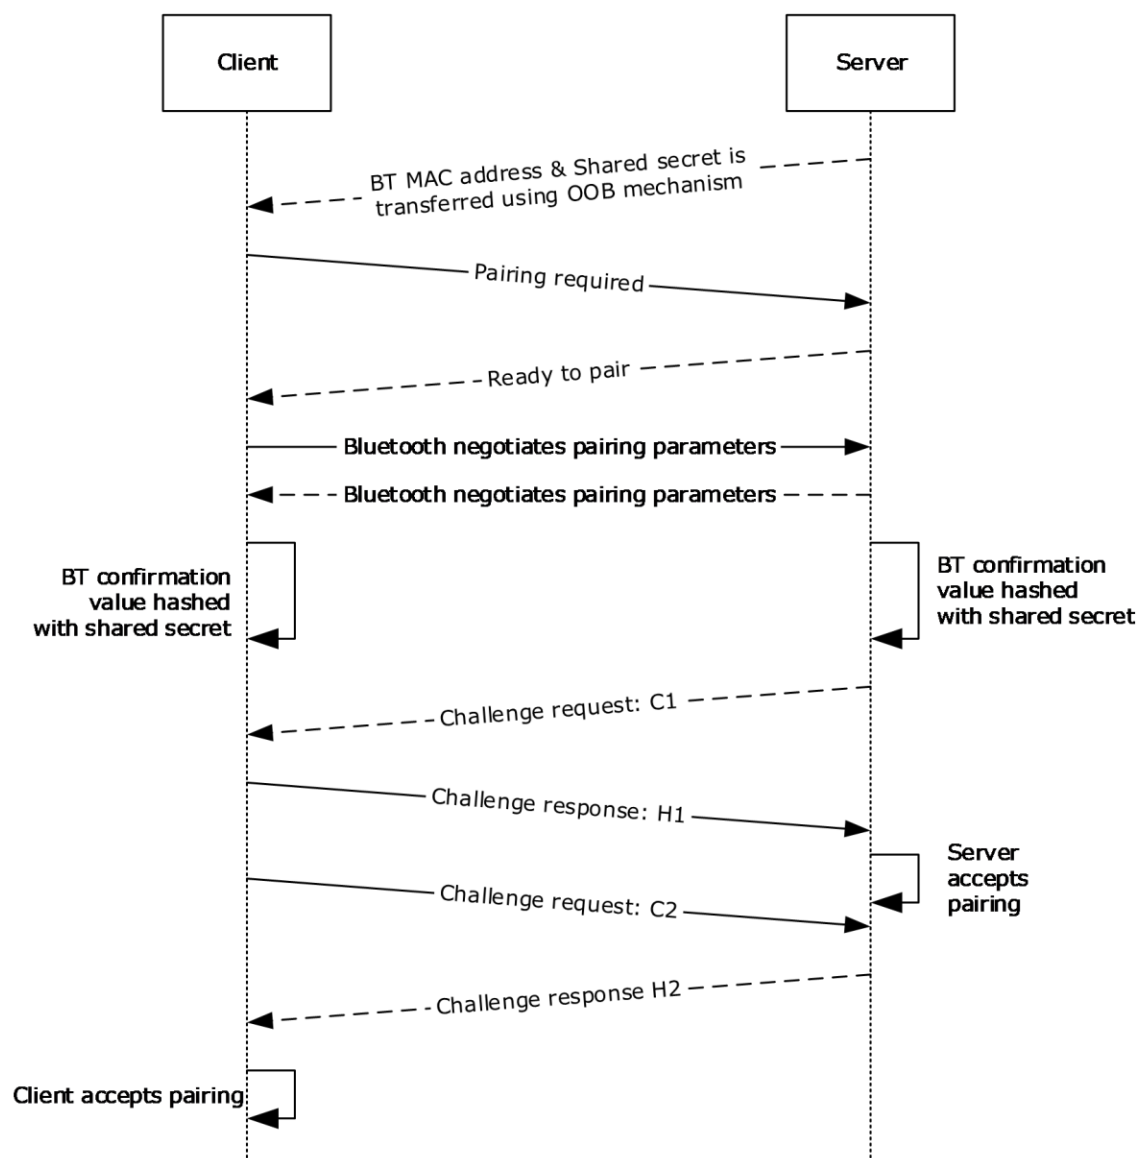 Client
Server
BT MAC address & Shared secret is
transferred using OOB mechanism
Pairing required
Ready to pair
Bluetooth negotiates pairing parameters
Bluetooth negotiates pairing parameters
BT confirmation
value hashed
with shared secret
BT confirmation
value hashed
with shared secret
Challenge request: C1
Challenge response: H1
Server
accepts
pairing
Challenge request: C2
Challenge response H2
Client accepts pairing